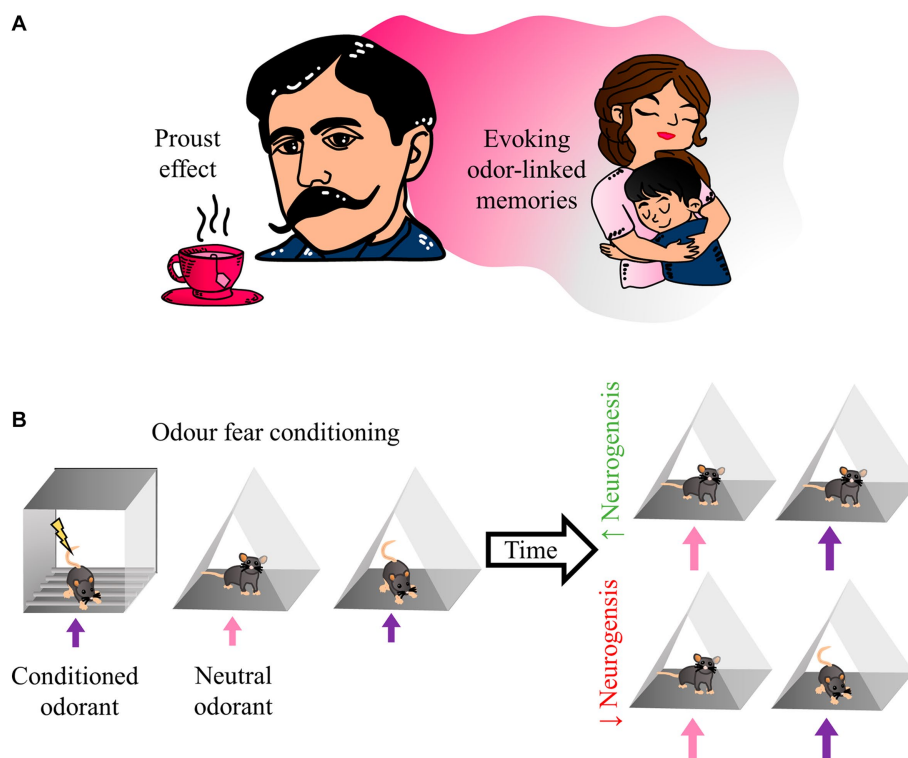 A
Proust
effect
Evoking
odor-linked
memories
B
Odour fear conditioning
Conditioned
odorant
Neutral
odorant
Time
↑ Neurogenesis
↓ Neurogensis